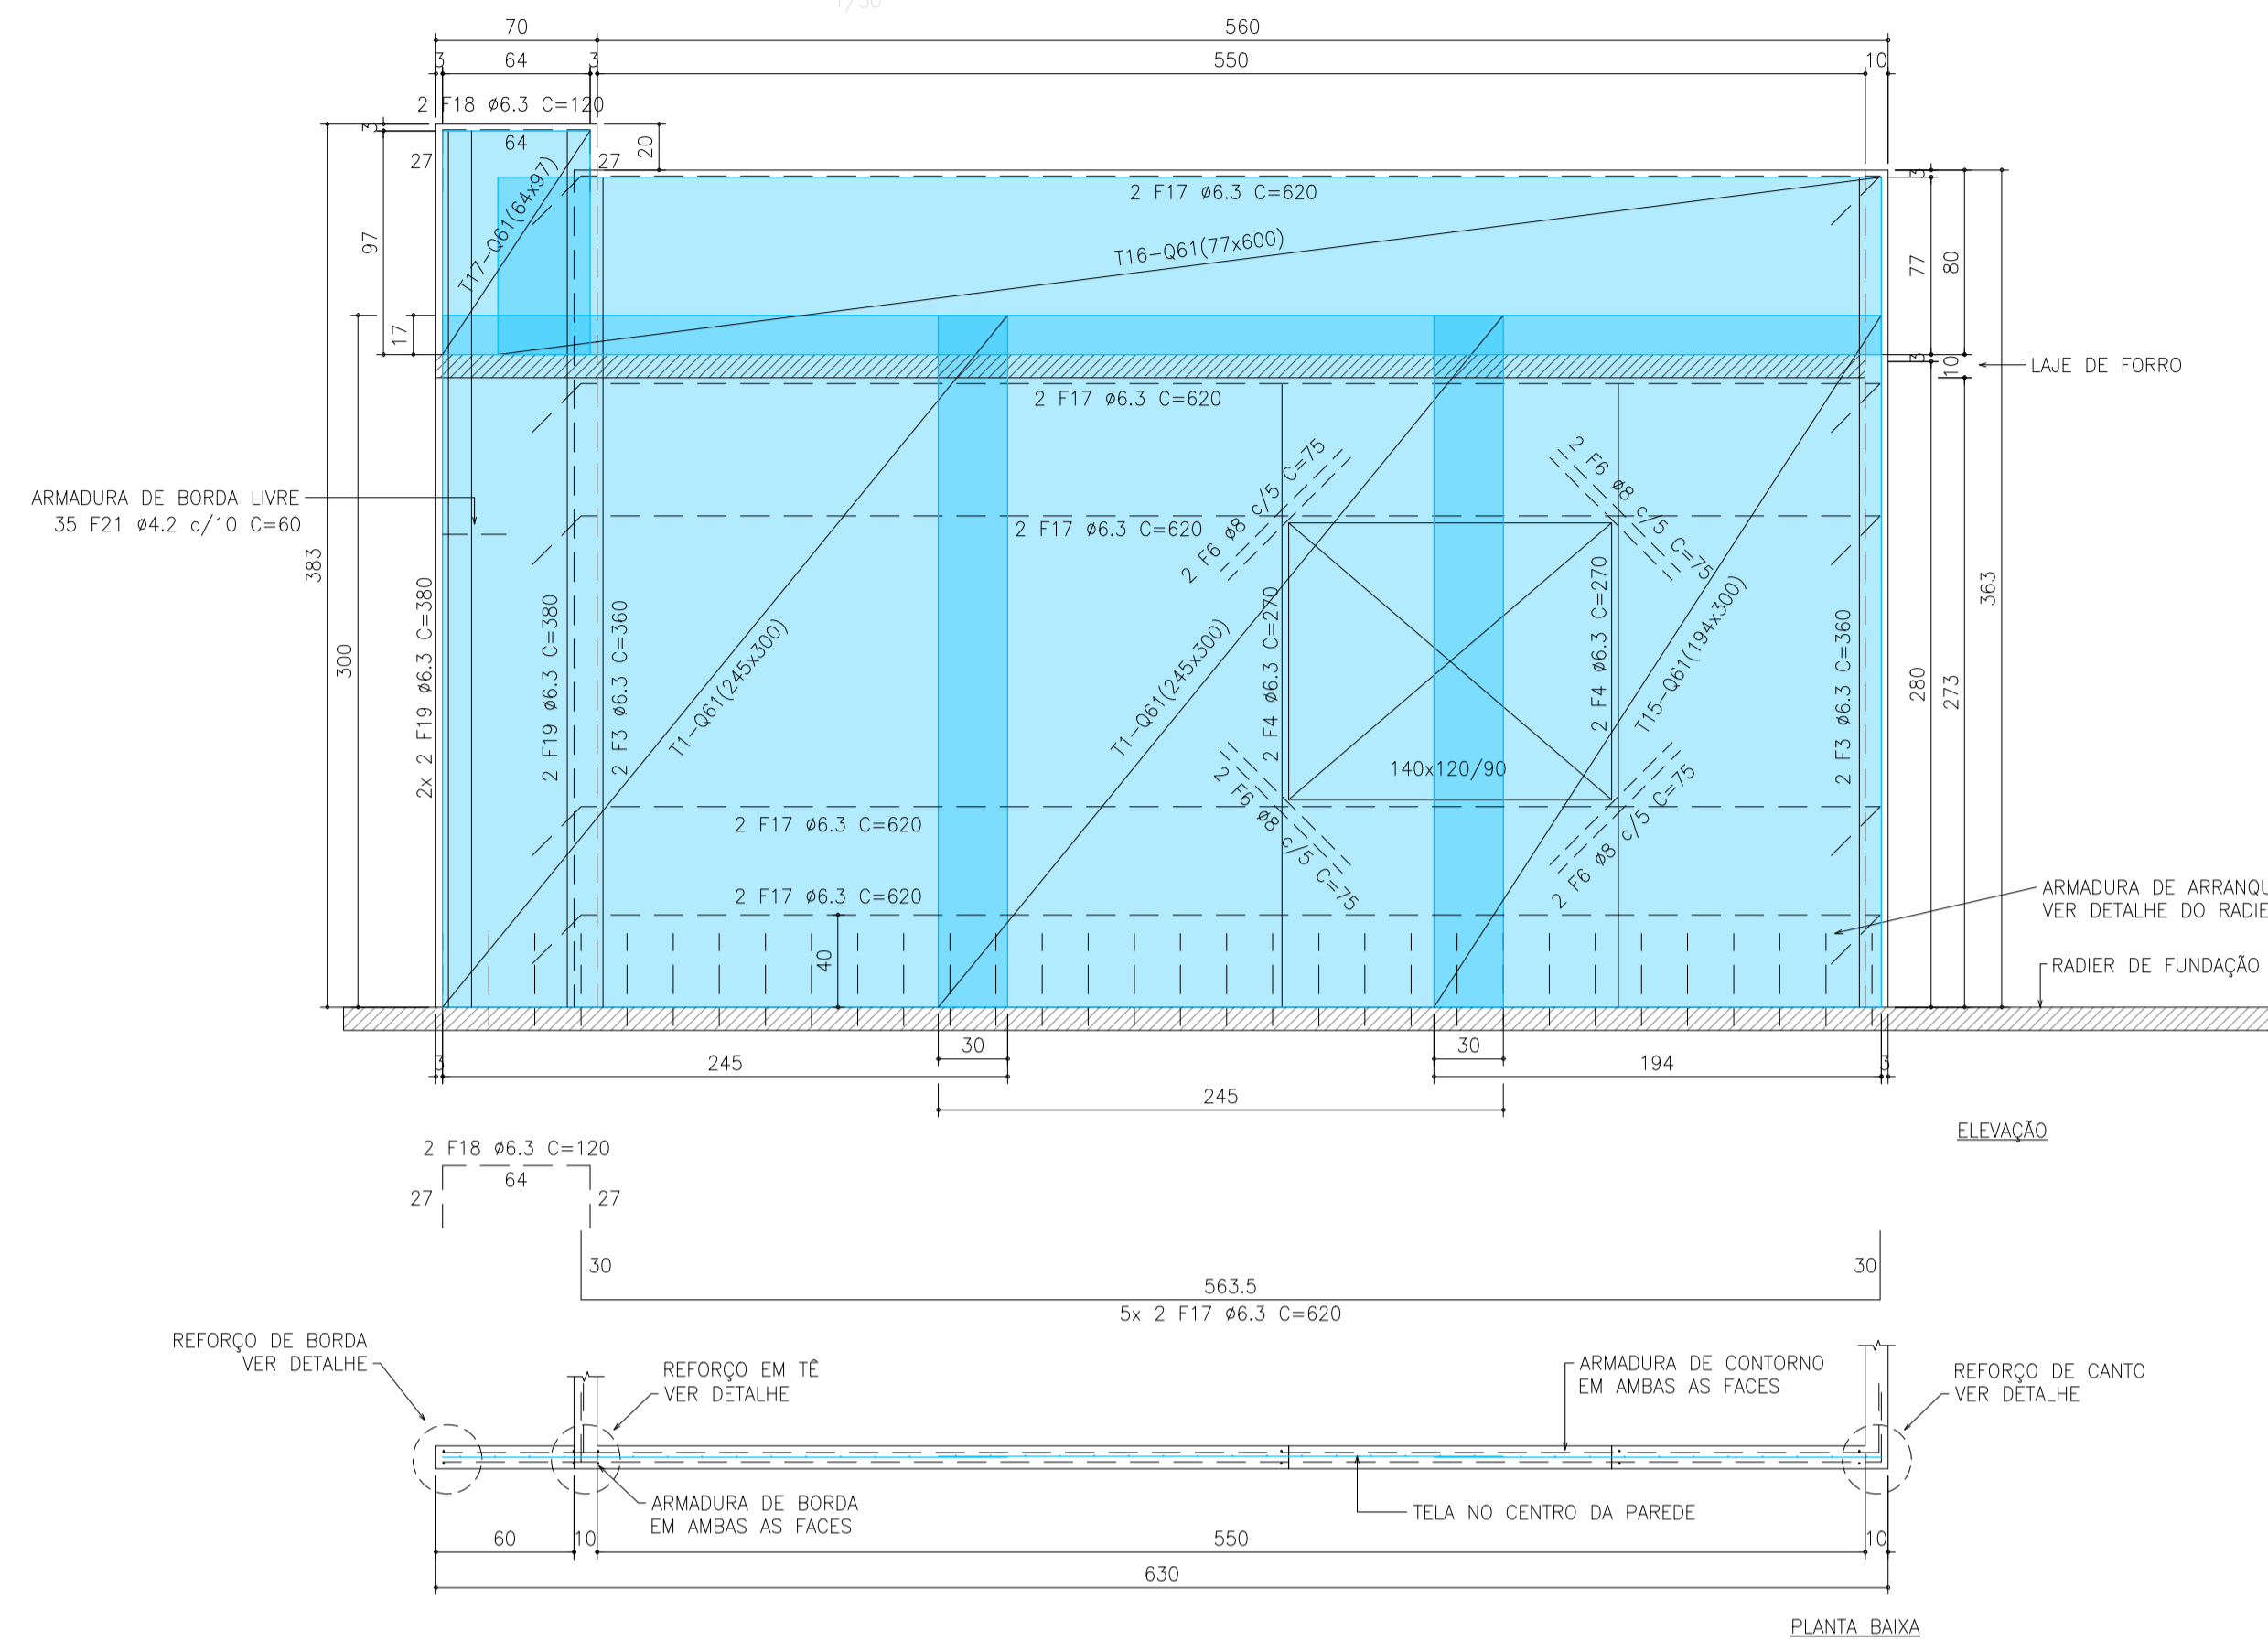 70
560
3
64
3
550
10
2 F18 ø6.3 C=120
3
64
27
27
20
2 F17 ø6.3 C=620
T17-Q61(64x97)
T16-Q61(77x600)
97
17
3
77
80
3
10
LAJE DE FORRO
2 F17 ø6.3 C=620
2 F6 ø8 c/5 C=75
2 F6 ø8 c/5 C=75
ARMADURA DE BORDA LIVRE
35 F21 ø4.2 c/10 C=60
2 F17 ø6.3 C=620
383
300
2x 2 F19 ø6.3 C=380
2 F19 ø6.3 C=380
2 F3 ø6.3 C=360
T1-Q61(245x300)
T1-Q61(245x300)
2 F4 ø6.3 C=270
2 F4 ø6.3 C=270
T15-Q61(194x300)
2 F3 ø6.3 C=360
280
273
363
140x120/90
2 F17 ø6.3 C=620
2 F6 ø8 c/5 C=75
2 F6 ø8 c/5 C=75
2 F17 ø6.3 C=620
40
ARMADURA DE ARRANQU
VER DETALHE DO RADIE
RADIER DE FUNDAÇÃO
30
30
3
245
194
3
245
ELEVAÇÃO
2 F18 ø6.3 C=120
64
27
27
30
30
563.5
5x 2 F17 ø6.3 C=620
REFORÇO DE BORDA
VER DETALHE
REFORÇO EM TÊ
VER DETALHE
ARMADURA DE CONTORNO
EM AMBAS AS FACES
REFORÇO DE CANTO
VER DETALHE
ARMADURA DE BORDA
EM AMBAS AS FACES
TELA NO CENTRO DA PAREDE
60
10
550
10
630
PLANTA BAIXA